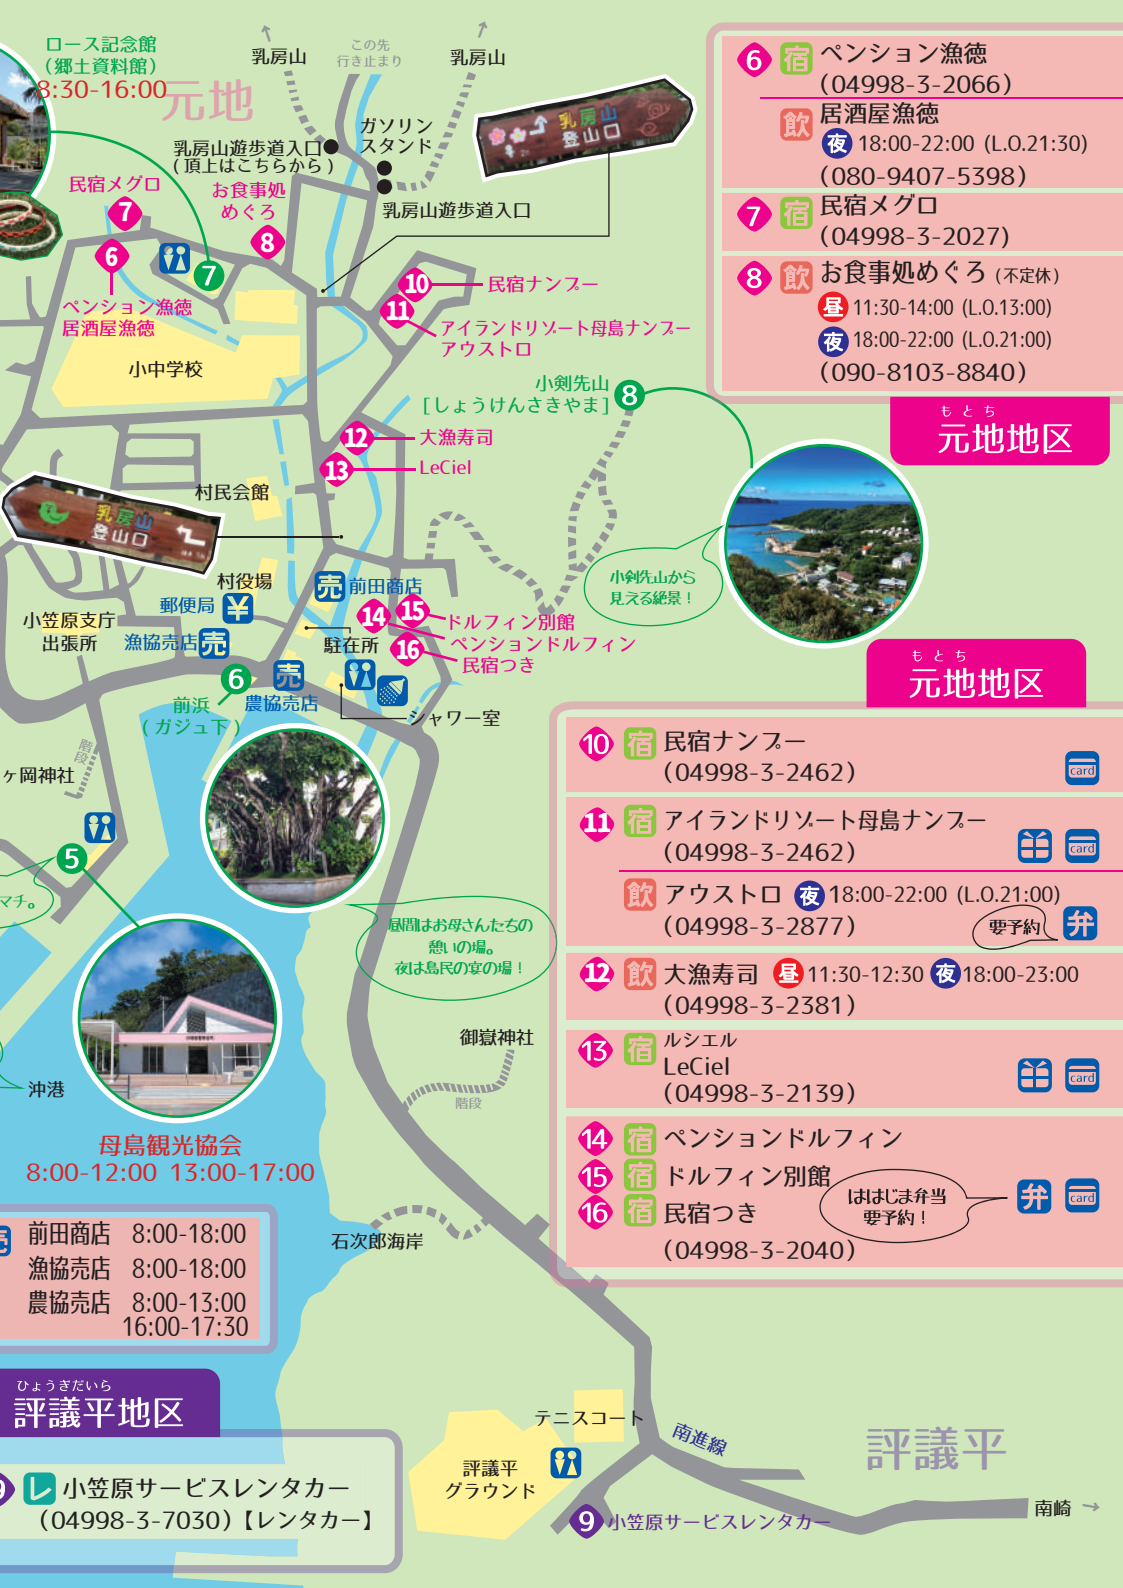 ロース記念館
(郷土資料館)
8:30-16:00
元地
乳房山
この先
行き止まり
乳房山
ガソリン
スタンド
乳房山遊歩道入口
(頂上はこちらから)
乳房山遊歩道入口
乳房山
登山口
民宿メグロ
7
お食事処
めぐろ
8
6
7
ペンション漁徳
居酒屋漁徳
小中学校
10
民宿ナンプー
11
アイランドリゾート母島ナンプー
アウストロ
小剣先山
[しょうけんさきやま]
8
12
大漁寿司
13
LeCiel
村民会館
乳房山
登山口
小剣先山から
見える絶景！
村役場
郵便局
¥
漁協売店
売
小笠原支庁
出張所
売
前田商店
14
15
ドルフィン別館
ペンションドルフィン
16
民宿つき
駐在所
6
前浜
(ガジュ下)
売
農協売店
シャワー室
階段
ヶ岡神社
5
マチ。
沖港
昼間はお母さんたちの
憩いの場。
夜は島民の宴の場！
母島観光協会
8:00-12:00 13:00-17:00
御嶽神社
階段
石次郎海岸
売
前田商店 8:00-18:00
漁協売店 8:00-18:00
農協売店 8:00-13:00
16:00-17:30
ひょうぎだいら
評議平地区
9
レ
小笠原サービスレンタカー
(04998-3-7030)【レンタカー】
テニスコート
評議平
グラウンド
南進線
評議平
9
小笠原サービスレンタカー
南崎
6 宿 ペンション漁徳
(04998-3-2066)
飲 居酒屋漁徳
夜 18:00-22:00 (L.O.21:30)
(080-9407-5398)
7 宿 民宿メグロ
(04998-3-2027)
8 飲 お食事処めぐろ (不定休)
昼 11:30-14:00 (L.O.13:00)
夜 18:00-22:00 (L.O.21:00)
(090-8103-8840)
もとち
元地地区
もとち
元地地区
10 宿 民宿ナンプー
(04998-3-2462)
card
11 宿 アイランドリゾート母島ナンプー
(04998-3-2462)
card
飲 アウストロ 夜 18:00-22:00 (L.O.21:00)
(04998-3-2877)
要予約
弁
12 飲 大漁寿司 昼 11:30-12:30 夜 18:00-23:00
(04998-3-2381)
ルシエル
13 宿 LeCiel
(04998-3-2139)
card
14 宿 ペンションドルフィン
15 宿 ドルフィン別館
16 宿 民宿つき
(04998-3-2040)
ははじま弁当
要予約！
弁
card